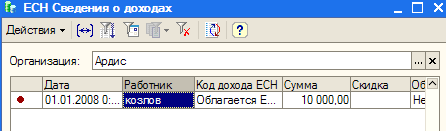 ЕСН Сведения о доходах
Действия
Организация: Ардис
Дата Работник Код дохода ЕСН Сумма Скидка Об
01.01.2008 0:... козлов Облагается Е... 10 000,00 Не